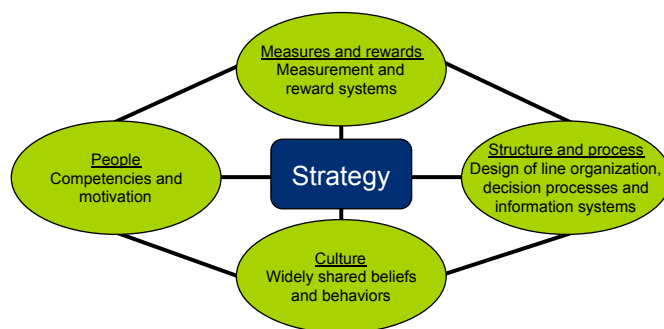 Measures and rewards
Measurement and
reward systems
People
Competencies and
motivation
Strategy
Structure and process
Design of line organization,
decision processes and
information systems
Culture
Widely shared beliefs
and behaviors